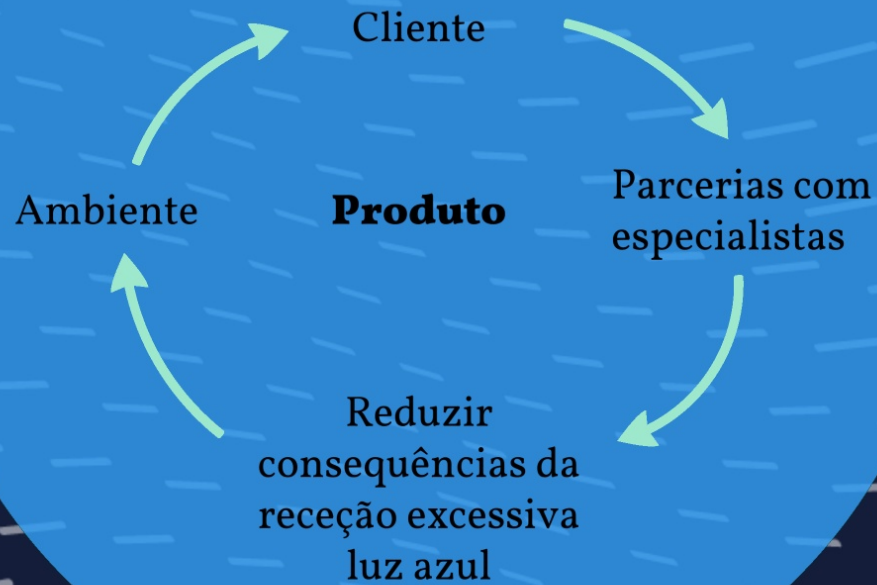 Cliente
Parcerias com
especialistas
Ambiente
Produto
Reduzir
consequências da
receção excessiva
luz azul